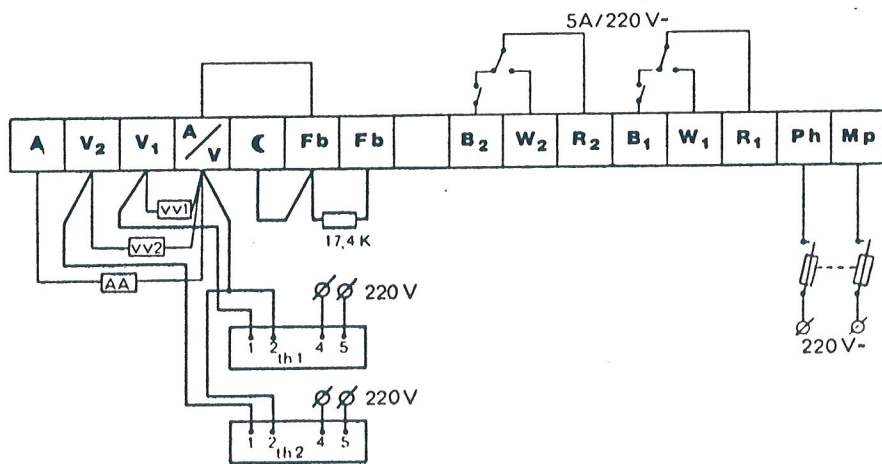 5A/220 V~
A V₂ V₁ A/V ☾ Fb Fb B₂ W₂ R₂ B₁ W₁ R₁ Ph Mp
VV1
VV2
17,4 K
AA
220 V
1 2 4 5
th1
220 V~
220 V
1 2 4 5
th2